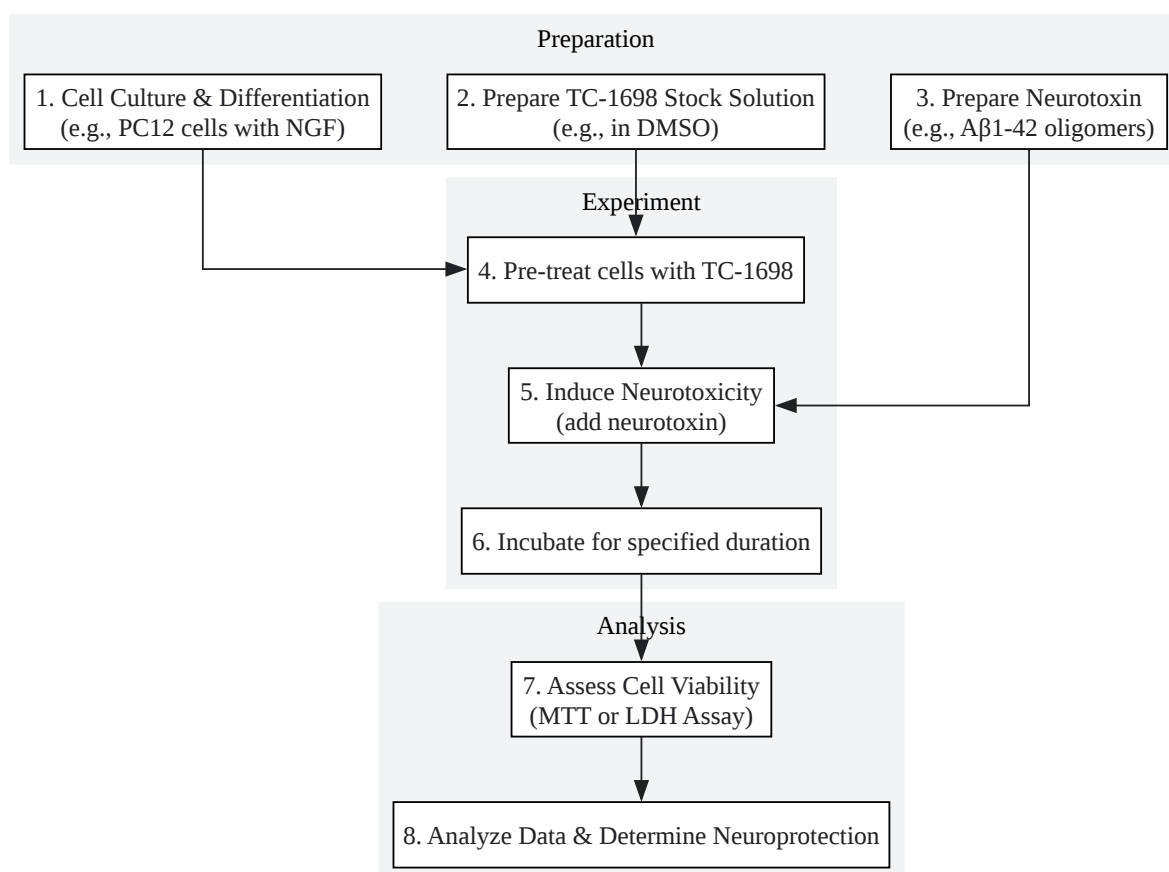 Preparation
1. Cell Culture & Differentiation
(e.g., PC12 cells with NGF)
2. Prepare TC-1698 Stock Solution
(e.g., in DMSO)
3. Prepare Neurotoxin
(e.g., Aβ1-42 oligomers)
Experiment
4. Pre-treat cells with TC-1698
5. Induce Neurotoxicity
(add neurotoxin)
6. Incubate for specified duration
Analysis
7. Assess Cell Viability
(MTT or LDH Assay)
8. Analyze Data & Determine Neuroprotection